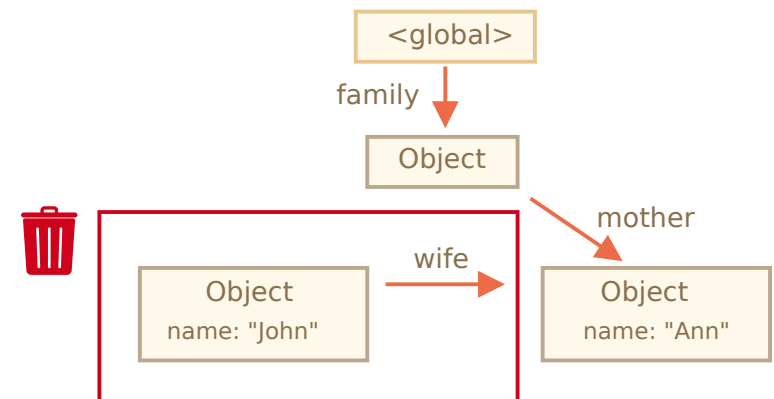 <global>
family
Object
mother
wife
Object
name: "John"
Object
name: "Ann"